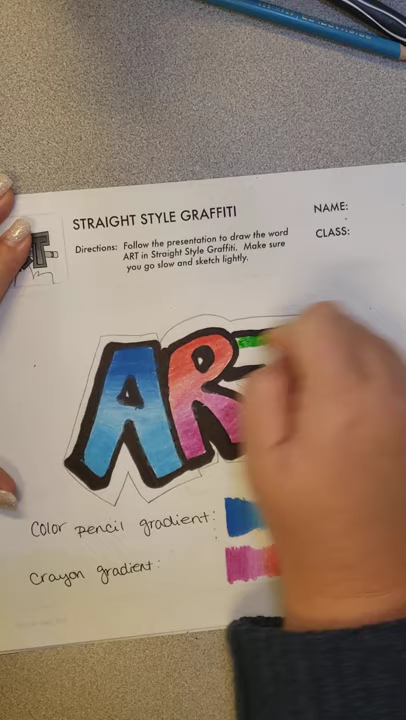 STRAIGHT STYLE GRAFFITI
NAME:
Directions: Follow the presentation to draw the word
ART in Straight Style Graffiti. Make sure
you go slow and sketch lightly.
CLASS:
AR
Color pencil gradient:
Crayon gradient: